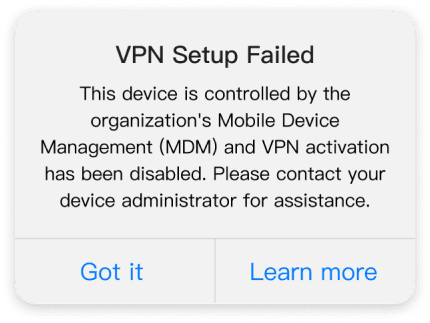 VPN Setup Failed
This device is controlled by the
organization's Mobile Device
Management (MDM) and VPN activation
has been disabled. Please contact your
device administrator for assistance.
Got it
Learn more